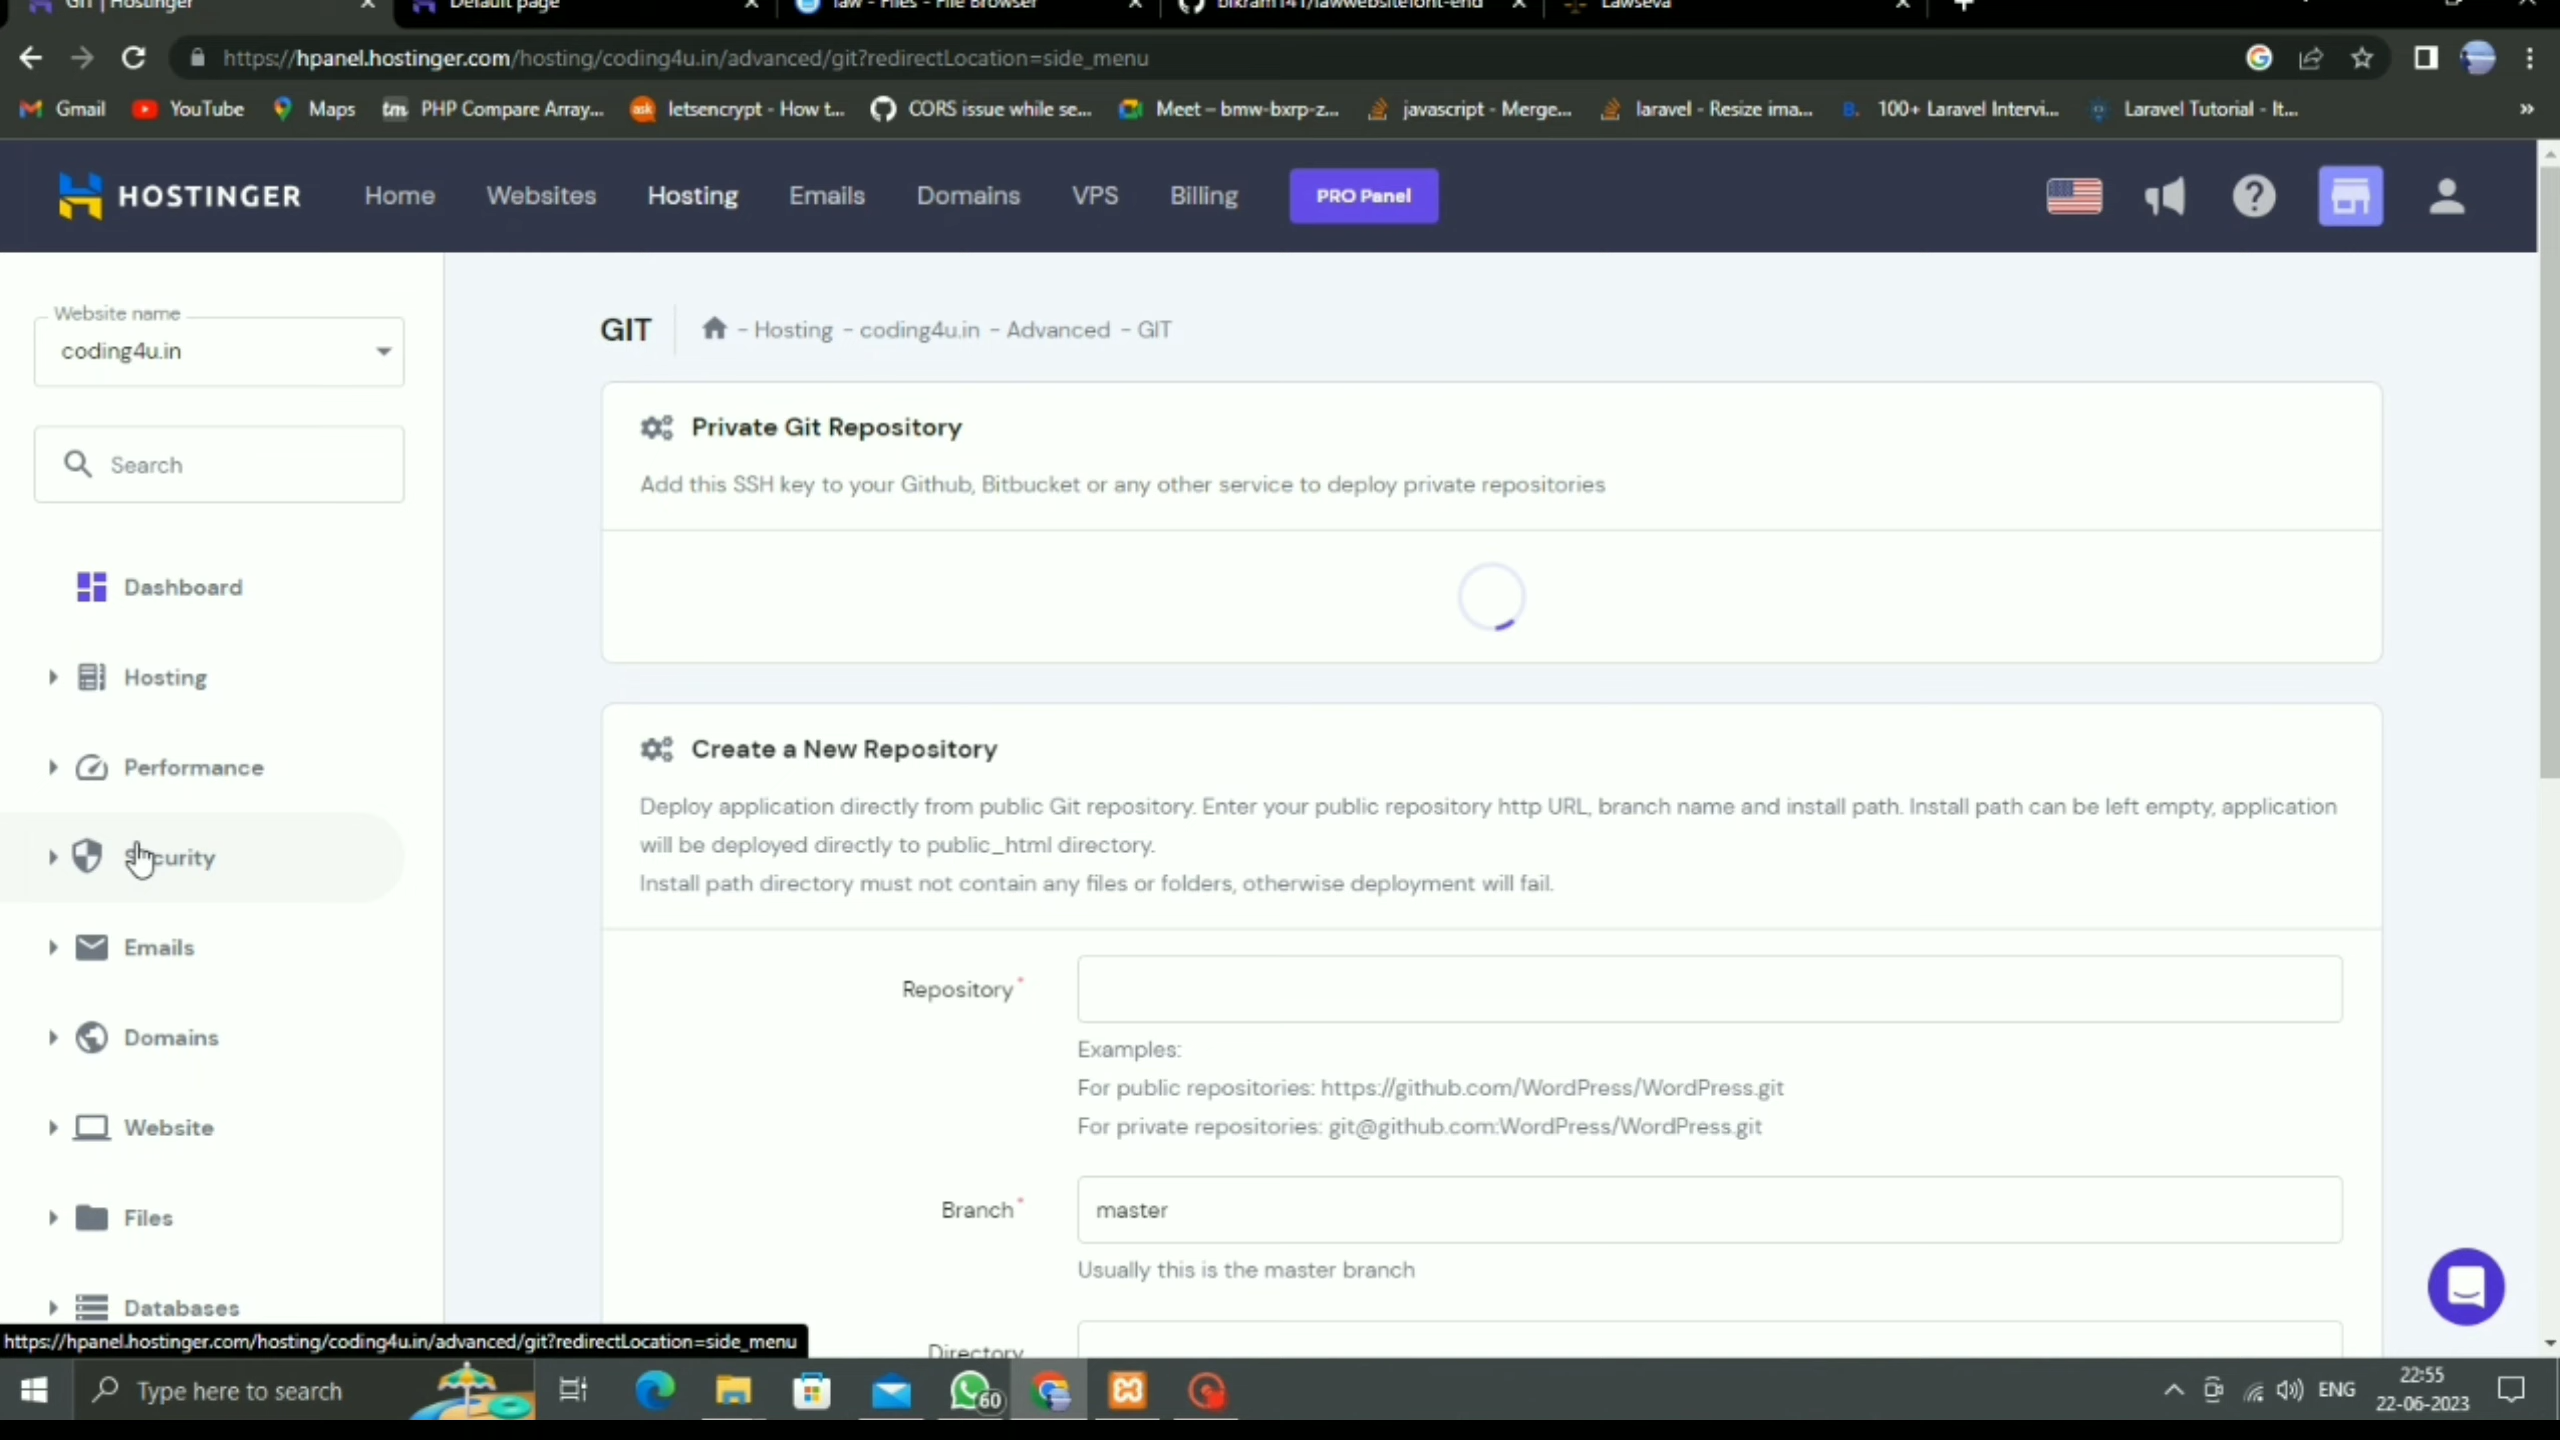 GIT | Hostinger
Default page
law - Files - File Browser
bikram141/lawwebsitefont-end
Lawseva
https://hpanel.hostinger.com/hosting/coding4u.in/advanced/git?redirectLocation=side_menu
Gmail
YouTube
Maps
tm PHP Compare Array...
ask letsencrypt - How t...
CORS issue while se...
Meet – bmw-bxrp-z...
javascript - Merge...
laravel - Resize ima...
B. 100+ Laravel Intervi...
Laravel Tutorial - It...
»
HOSTINGER
Home
Websites
Hosting
Emails
Domains
VPS
Billing
PRO Panel
Website name
coding4u.in
Search
Dashboard
Hosting
Performance
Security
Emails
Domains
Website
Files
Databases
GIT
- Hosting - coding4u.in - Advanced - GIT
Private Git Repository
Add this SSH key to your Github, Bitbucket or any other service to deploy private repositories
Create a New Repository
Deploy application directly from public Git repository. Enter your public repository http URL, branch name and install path. Install path can be left empty, application
will be deployed directly to public_html directory.
Install path directory must not contain any files or folders, otherwise deployment will fail.
Repository *
Examples:
For public repositories: https://github.com/WordPress/WordPress.git
For private repositories: git@github.com:WordPress/WordPress.git
Branch * master
Usually this is the master branch
Directory
https://hpanel.hostinger.com/hosting/coding4u.in/advanced/git?redirectLocation=side_menu
Type here to search
60
ENG
22:55
22-06-2023